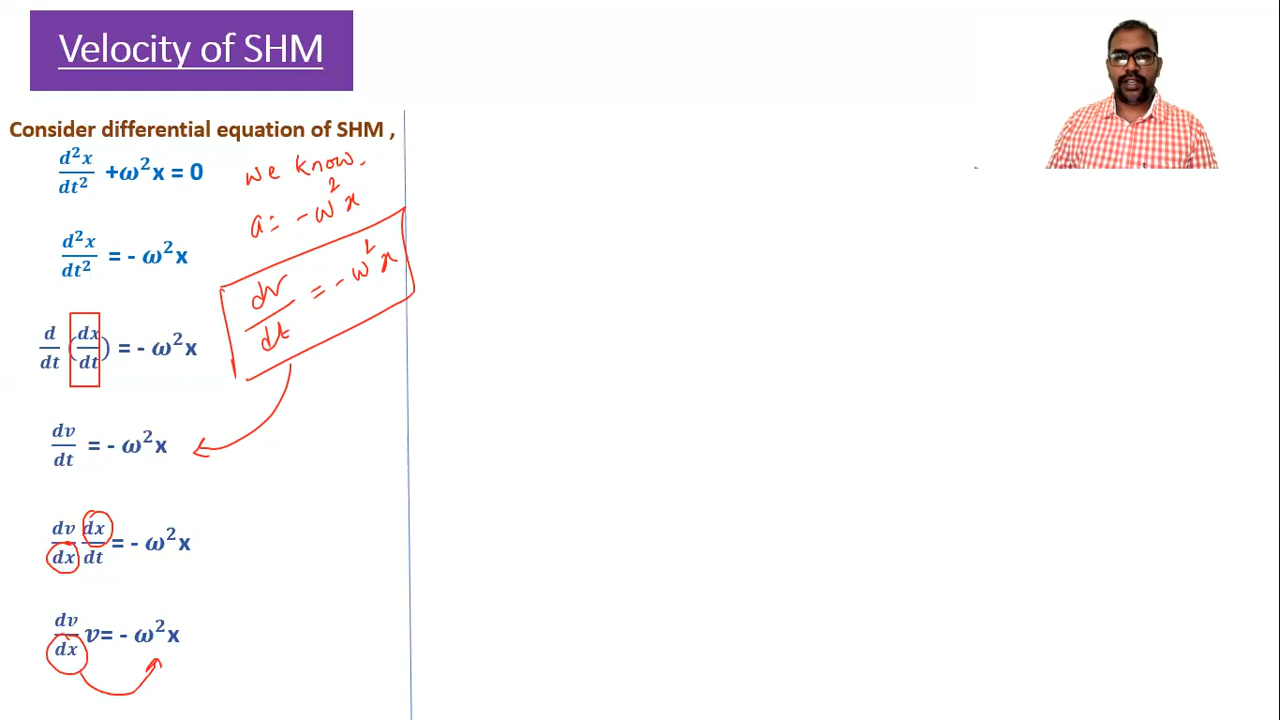 Velocity of SHM
Consider differential equation of SHM ,
d²x/dt² +ω²x = 0
we know.
a = -ω²x
d²x/dt² = - ω²x
dv/dt = -ω²x
d/dt (dx/dt) = - ω²x
dv/dt = - ω²x
dv/dx dx/dt = - ω²x
dv/dx v= - ω²x